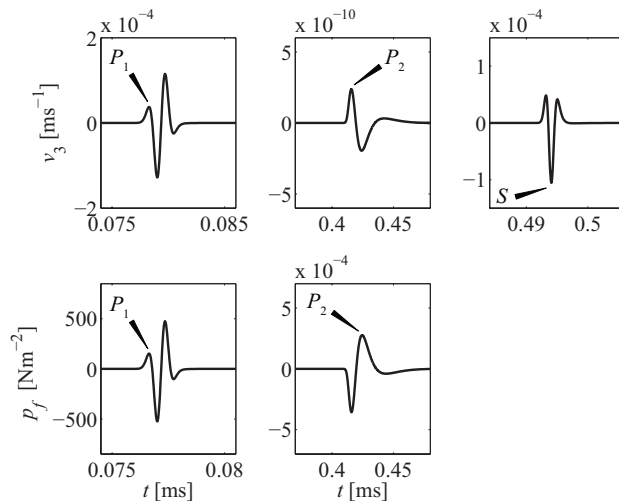 x 10⁻⁴
x 10⁻¹⁰
x 10⁻⁴
v₃ [ms⁻¹]
2
0
−2
P₁
0.075
0.085
5
0
−5
P₂
0.4
0.45
1
0
−1
S
0.49
0.5
x 10⁻⁴
p_f [Nm⁻²]
500
0
−500
P₁
0.075
0.08
t [ms]
5
0
−5
P₂
0.4
0.45
t [ms]